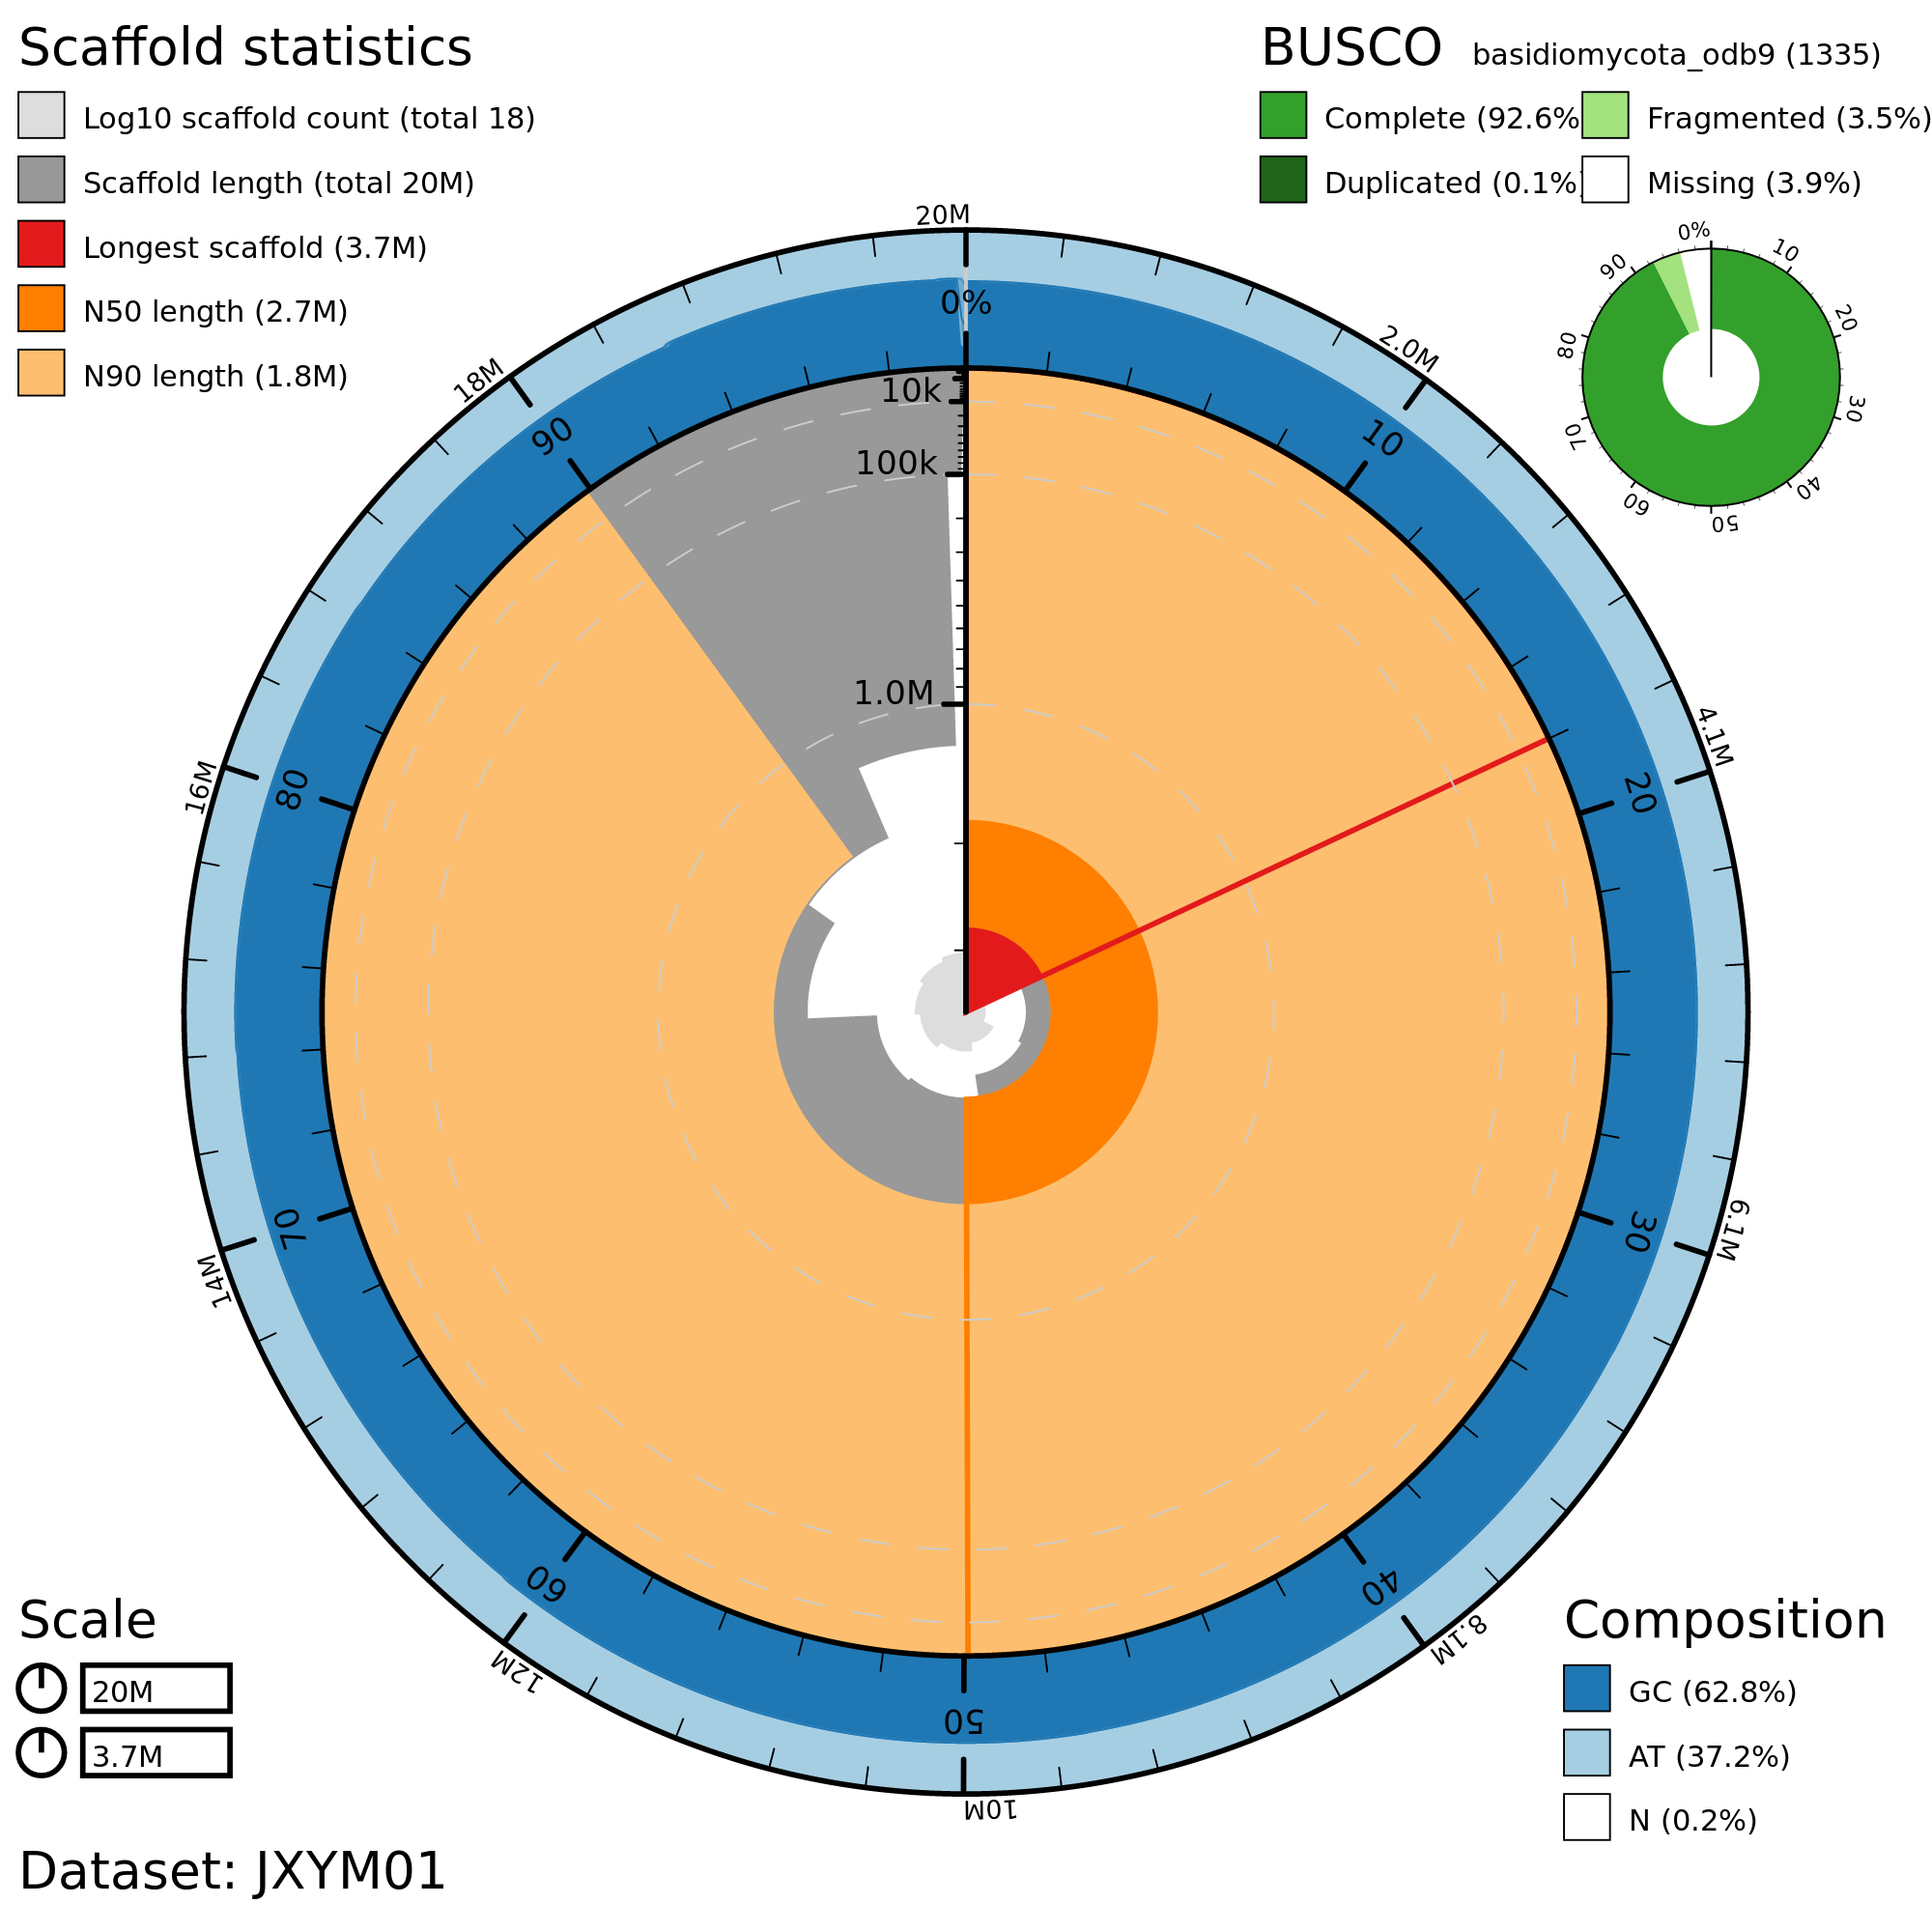 Scaffold statistics
Log10 scaffold count (total 18)
Scaffold length (total 20M)
Longest scaffold (3.7M)
N50 length (2.7M)
N90 length (1.8M)
BUSCO basidiomycota_odb9 (1335)
Complete (92.6%
Fragmented (3.5%)
Duplicated (0.1%)
Missing (3.9%)
0%
10
20
30
40
50
60
70
80
90
20M
2.0M
4.1M
6.1M
8.1M
10M
12M
14M
16M
18M
0%
10
20
30
40
50
60
70
80
90
10k
100k
1.0M
Scale
20M
3.7M
Composition
GC (62.8%)
AT (37.2%)
N (0.2%)
Dataset: JXYM01